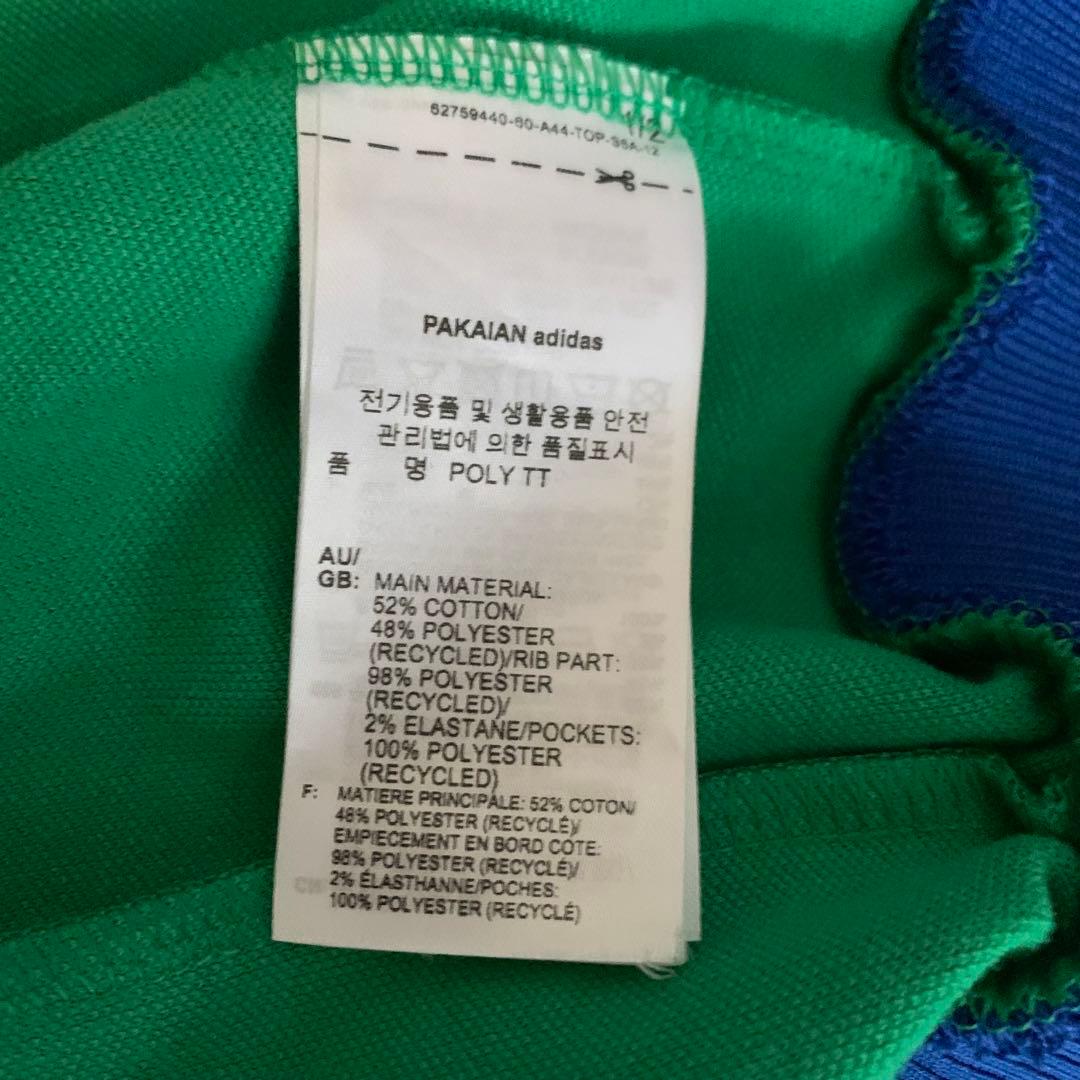 1/2
62759440-60-A44-TOP-S6A-12
PAKAIAN adidas
전기용품 및 생활용품 안전
관리법에 의한 품질표시
품 명 POLY TT
AU/
GB: MAIN MATERIAL:
52% COTTON/
48% POLYESTER
(RECYCLED)/RIB PART:
98% POLYESTER
(RECYCLED)/
2% ELASTANE/POCKETS:
100% POLYESTER
(RECYCLED)
F: MATIERE PRINCIPALE: 52% COTON/
48% POLYESTER (RECYCLÉ)/
EMPIECEMENT EN BORD COTE:
98% POLYESTER (RECYCLÉ)/
2% ÉLASTHANNE/POCHES:
100% POLYESTER (RECYCLÉ)